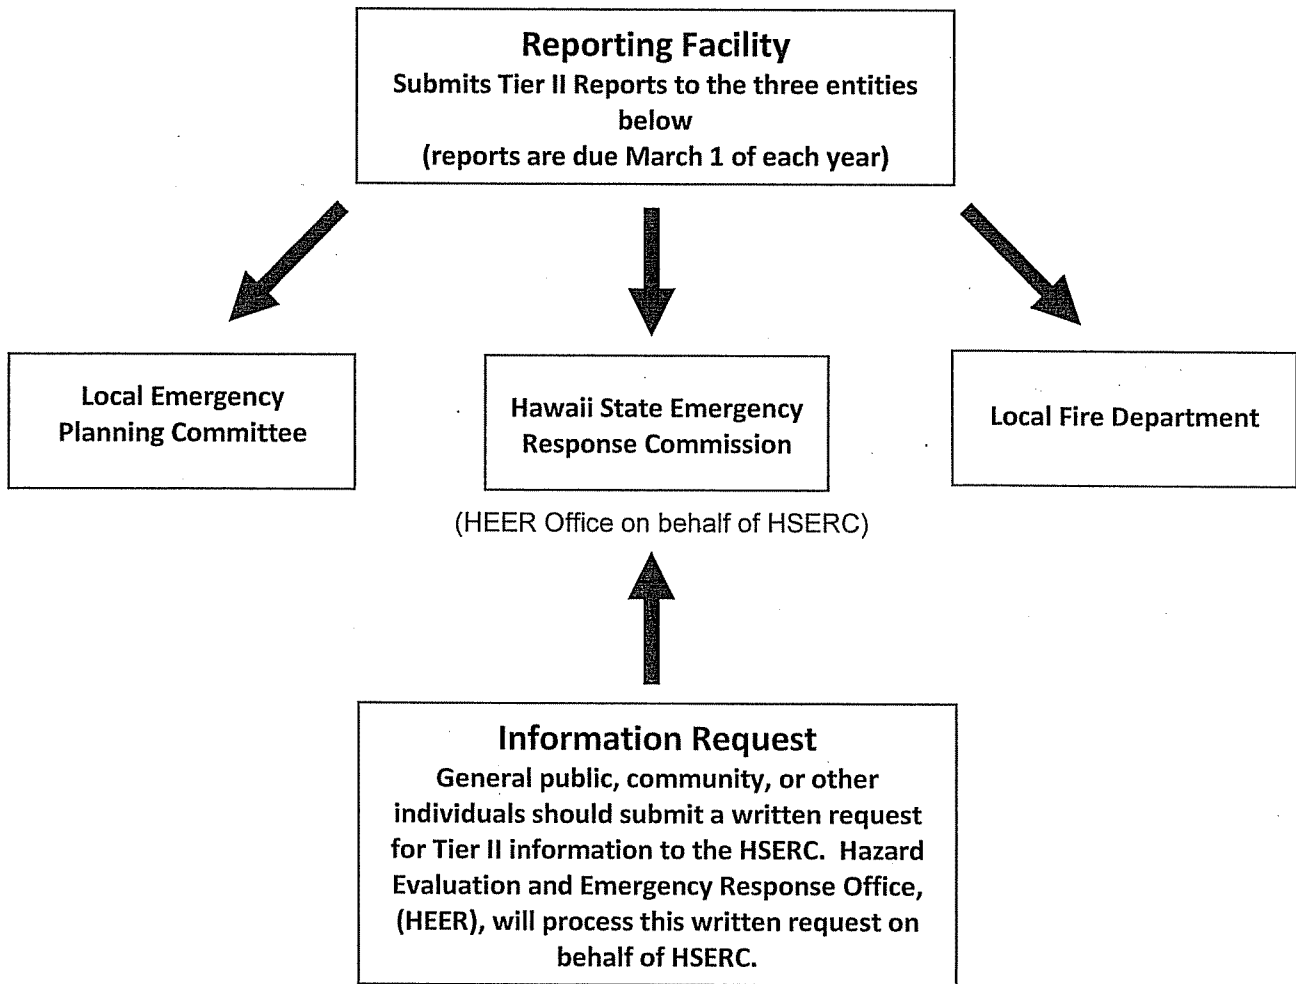 Reporting Facility
Submits Tier II Reports to the three entities
below
(reports are due March 1 of each year)
Local Emergency
Planning Committee
Hawaii State Emergency
Response Commission
Local Fire Department
(HEER Office on behalf of HSERC)
Information Request
General public, community, or other
individuals should submit a written request
for Tier II information to the HSERC.  Hazard
Evaluation and Emergency Response Office,
(HEER), will process this written request on
behalf of HSERC.